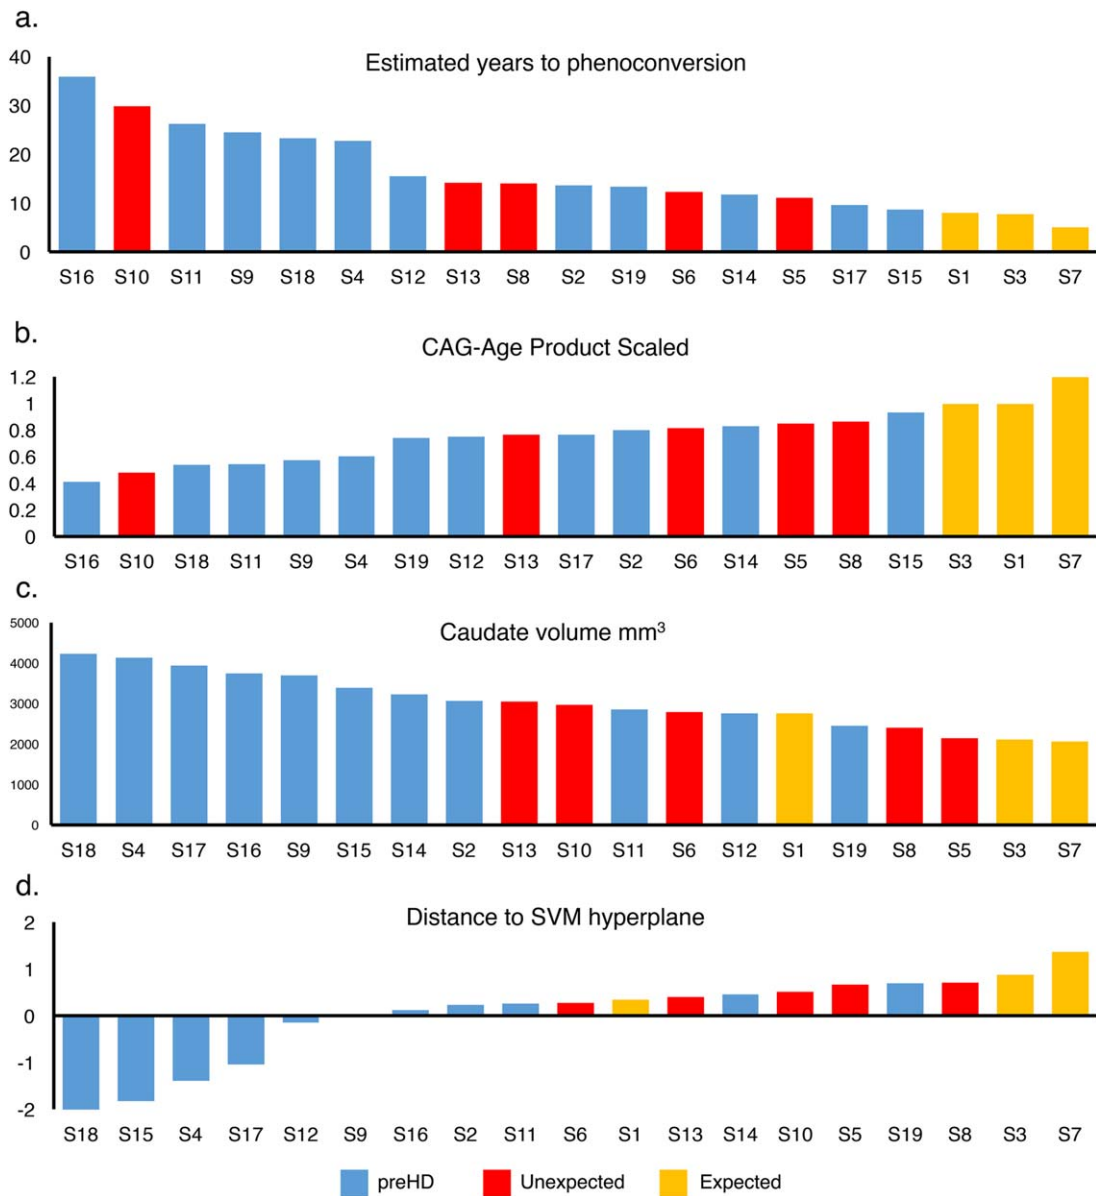 a.
Estimated years to phenoconversion
40
30
20
10
0
S16 S10 S11 S9 S18 S4 S12 S13 S8 S2 S19 S6 S14 S5 S17 S15 S1 S3 S7
b.
CAG-Age Product Scaled
1.2
1
0.8
0.6
0.4
0.2
0
S16 S10 S18 S11 S9 S4 S19 S12 S13 S17 S2 S6 S14 S5 S8 S15 S3 S1 S7
c.
Caudate volume mm³
5000
4000
3000
2000
1000
0
S18 S4 S17 S16 S9 S15 S14 S2 S13 S10 S11 S6 S12 S1 S19 S8 S5 S3 S7
d.
Distance to SVM hyperplane
2
1
0
-1
-2
S18 S15 S4 S17 S12 S9 S16 S2 S11 S6 S1 S13 S14 S10 S5 S19 S8 S3 S7
preHD Unexpected Expected